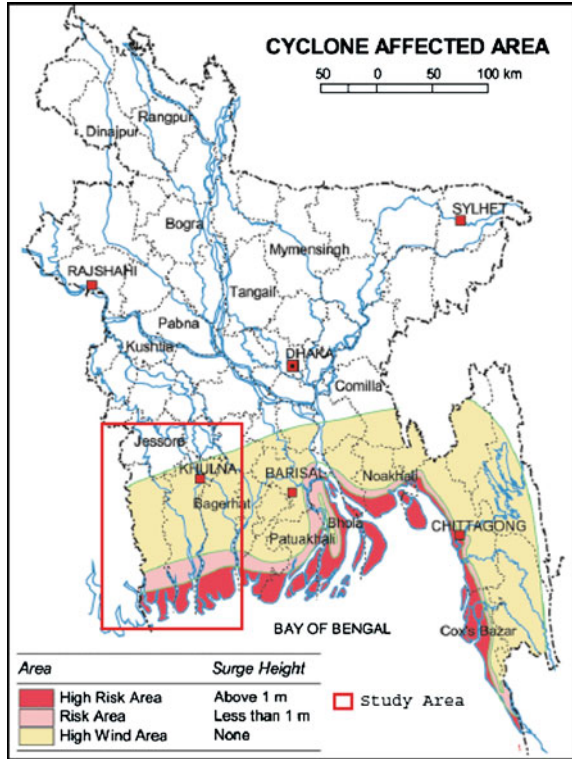 CYCLONE AFFECTED AREA
50 0 50 100 km
Rangpur
Dinajpur
SYLHET
Bogra
Mymensingh
RAJSHAHI
Tangail
Pabna
Kushtia
DHAKA
Comilla
Jessore
KHULNA
BARISAL
Noakhali
Bagerhat
Bhola
CHITTAGONG
Patuakhali
BAY OF BENGAL
Cox's Bazar
Area Surge Height
High Risk Area Above 1 m
Risk Area Less than 1 m
High Wind Area None
Study Area